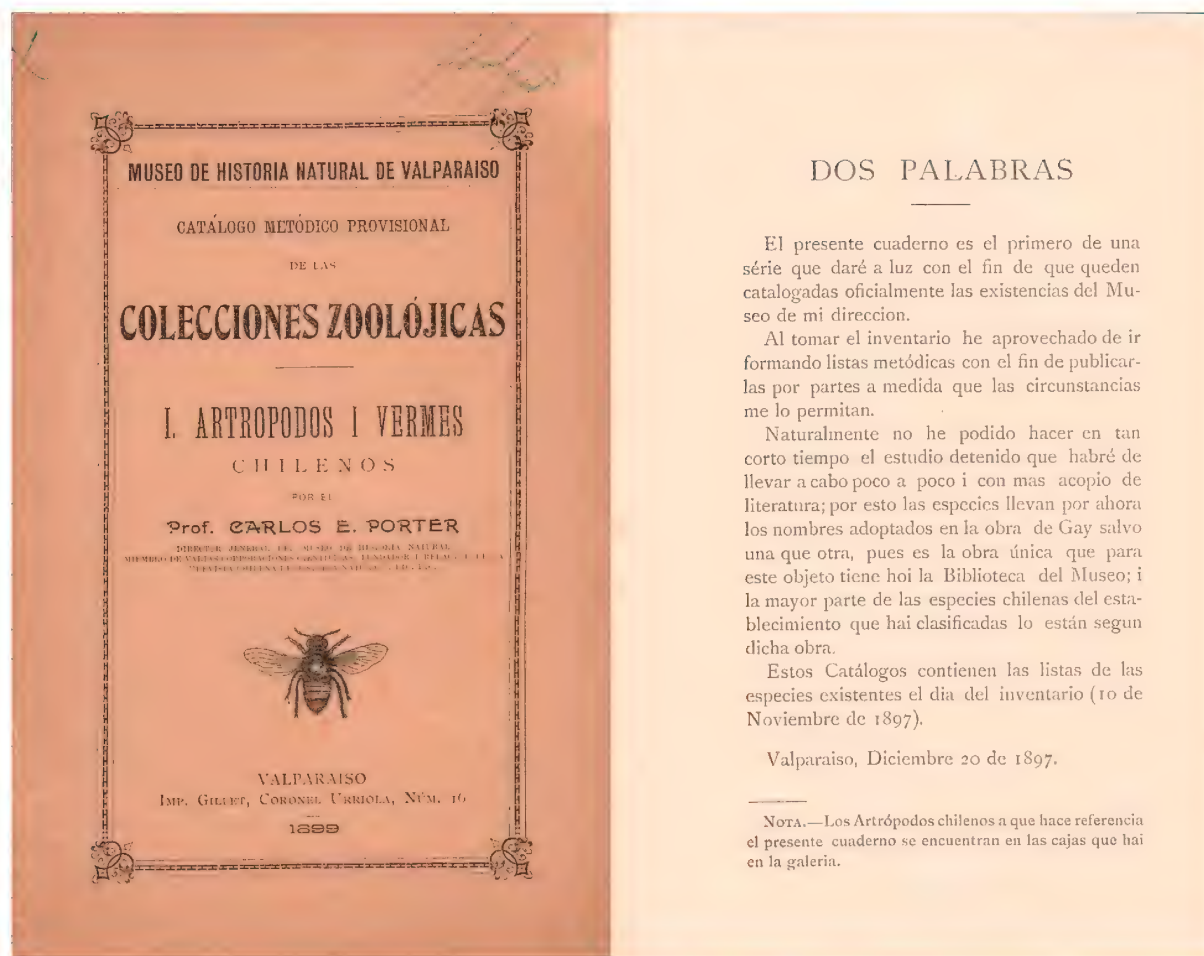 MUSEO DE HISTORIA NATURAL DE VALPARAISO
CATÁLOGO METÓDICO PROVISIONAL
DE LAS
COLECCIONES ZOOLÓJICAS
I. ARTROPODOS I VERMES
CHILENOS
POR EL
Prof. CARLOS E. PORTER
DIRECTOR JENERAL DEL MUSEO DE HISTORIA NATURAL
VALPARAISO
IMP. GILLET, CORONEL URRIOLA, NÚM. 16
1899
DOS PALABRAS
El presente cuaderno es el primero de una
série que daré a luz con el fin de que queden
catalogadas oficialmente las existencias del Mu-
seo de mi direccion.
Al tomar el inventario he aprovechado de ir
formando listas metódicas con el fin de publicar-
las por partes a medida que las circunstancias
me lo permitan.
Naturalmente no he podido hacer en tan
corto tiempo el estudio detenido que habré de
llevar a cabo poco a poco i con mas acopio de
literatura; por esto las especies llevan por ahora
los nombres adoptados en la obra de Gay salvo
una que otra, pues es la obra única que para
este objeto tiene hoi la Biblioteca del Museo; i
la mayor parte de las especies chilenas del esta-
blecimiento que hai clasificadas lo están segun
dicha obra.
Estos Catálogos contienen las listas de las
especies existentes el dia del inventario (10 de
Noviembre de 1897).
Valparaiso, Diciembre 20 de 1897.
NOTA.—Los Artrópodos chilenos a que hace referencia
el presente cuaderno se encuentran en las cajas que hai
en la galeria.